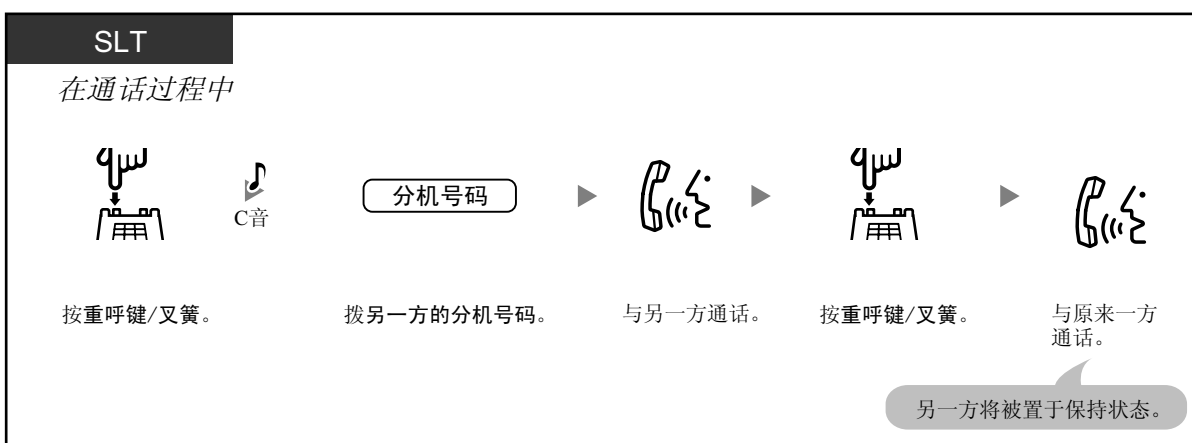 SLT
在通话过程中
C音
分机号码
按重呼键/叉簧。
拨另一方的分机号码。
与另一方通话。
按重呼键/叉簧。
与原来一方
通话。
另一方将被置于保持状态。